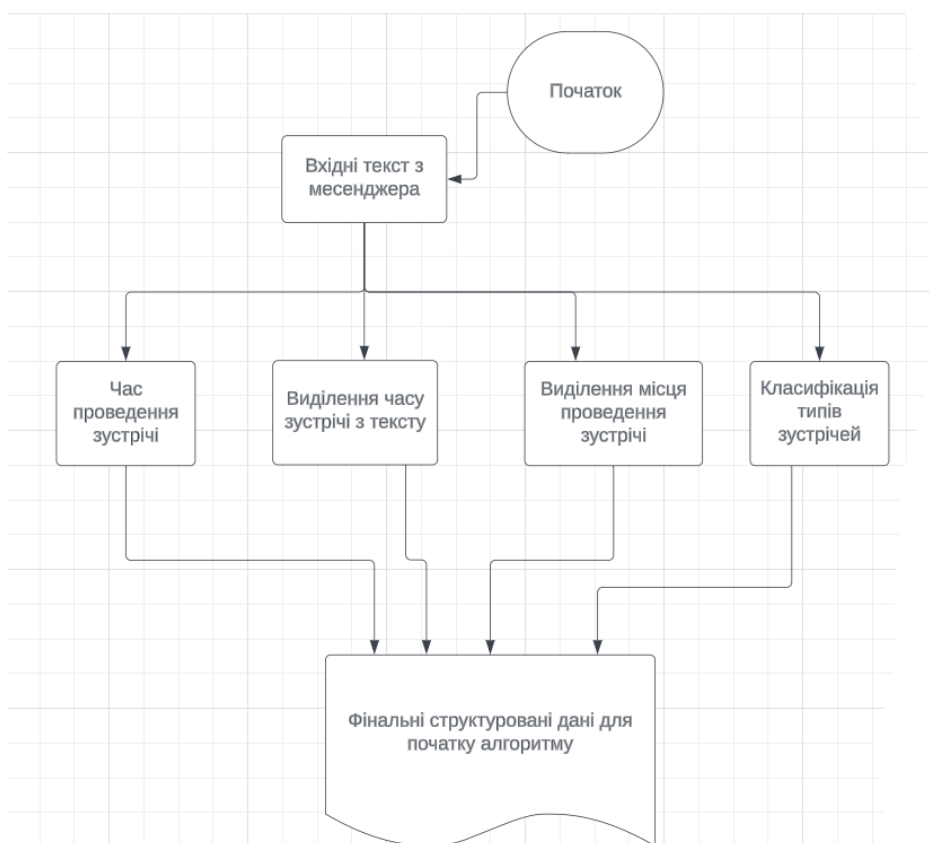 Початок
Вхідні текст з
месенджера
Час
проведення
зустрічі
Виділення часу
зустрічі з тексту
Виділення місця
проведення
зустрічі
Класифікація
типів
зустрічей
Фінальні структуровані дані для
початку алгоритму